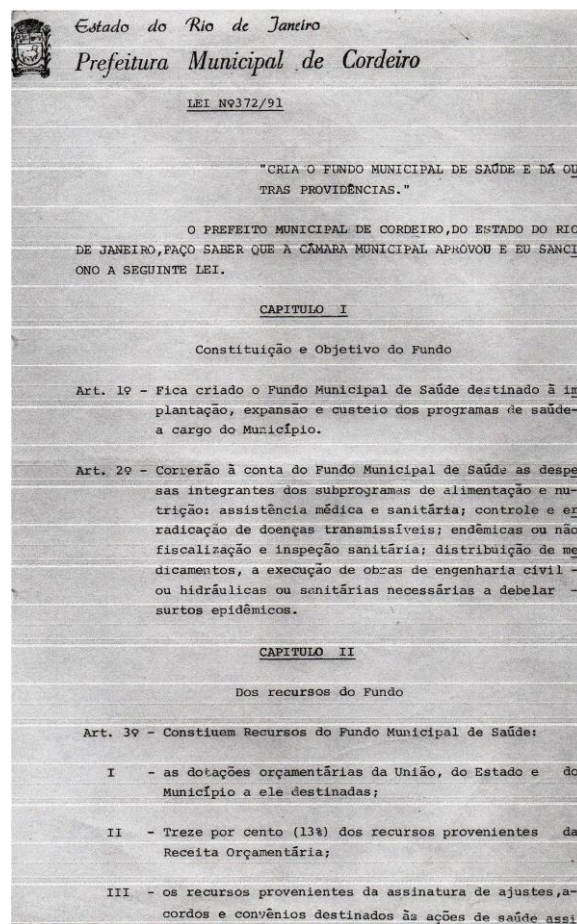 Estado do Rio de Janeiro
Prefeitura Municipal de Cordeiro
LEI Nº372/91
"CRIA O FUNDO MUNICIPAL DE SAÚDE E DÁ OU
TRAS PROVIDÊNCIAS."
O PREFEITO MUNICIPAL DE CORDEIRO,DO ESTADO DO RIO
DE JANEIRO,FAÇO SABER QUE A CÂMARA MUNICIPAL APROVOU E EU SANCI
ONO A SEGUINTE LEI.
CAPITULO I
Constituição e Objetivo do Fundo
Art. 1º - Fica criado o Fundo Municipal de Saúde destinado à im
plantação, expansão e custeio dos programas de saúde-
a cargo do Município.
Art. 2º - Correrão à conta do Fundo Municipal de Saúde as despe
sas integrantes dos subprogramas de alimentação e nu-
trição: assistência médica e sanitária; controle e er
radicação de doenças transmissíveis; endêmicas ou não
fiscalização e inspeção sanitária; distribuição de me
dicamentos, a execução de obras de engenharia civil -
ou hidráulicas ou sanitárias necessárias a debelar -
surtos epidêmicos.
CAPITULO II
Dos recursos do Fundo
Art. 3º - Constiuem Recursos do Fundo Municipal de Saúde:
I - as dotações orçamentárias da União, do Estado e do
Município a ele destinadas;
II - Treze por cento (13%) dos recursos provenientes da
Receita Orçamentária;
III - os recursos provenientes da assinatura de ajustes,a-
cordos e convênios destinados às ações de saúde assi